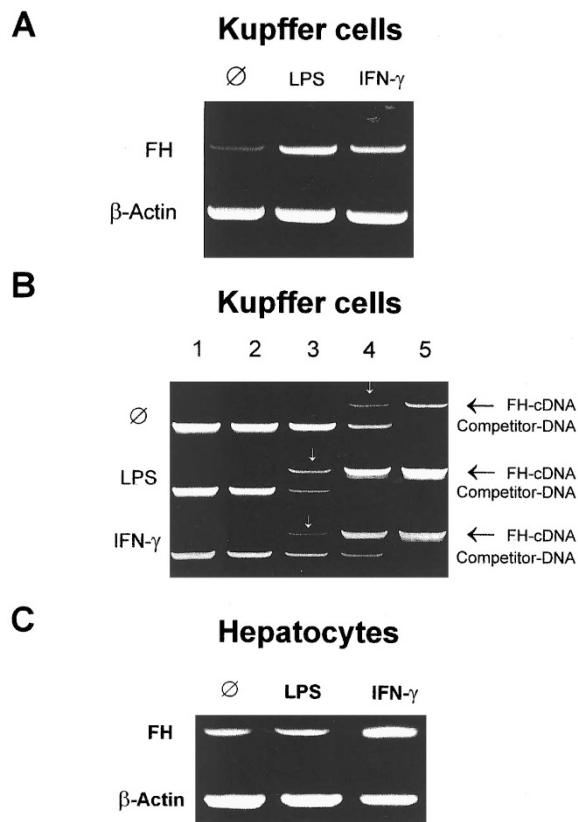 A
Kupffer cells
∅ LPS IFN-γ
FH
β-Actin
B
Kupffer cells
1 2 3 4 5
∅
← FH-cDNA
Competitor-DNA
LPS
← FH-cDNA
Competitor-DNA
IFN-γ
← FH-cDNA
Competitor-DNA
C
Hepatocytes
∅ LPS IFN-γ
FH
β-Actin